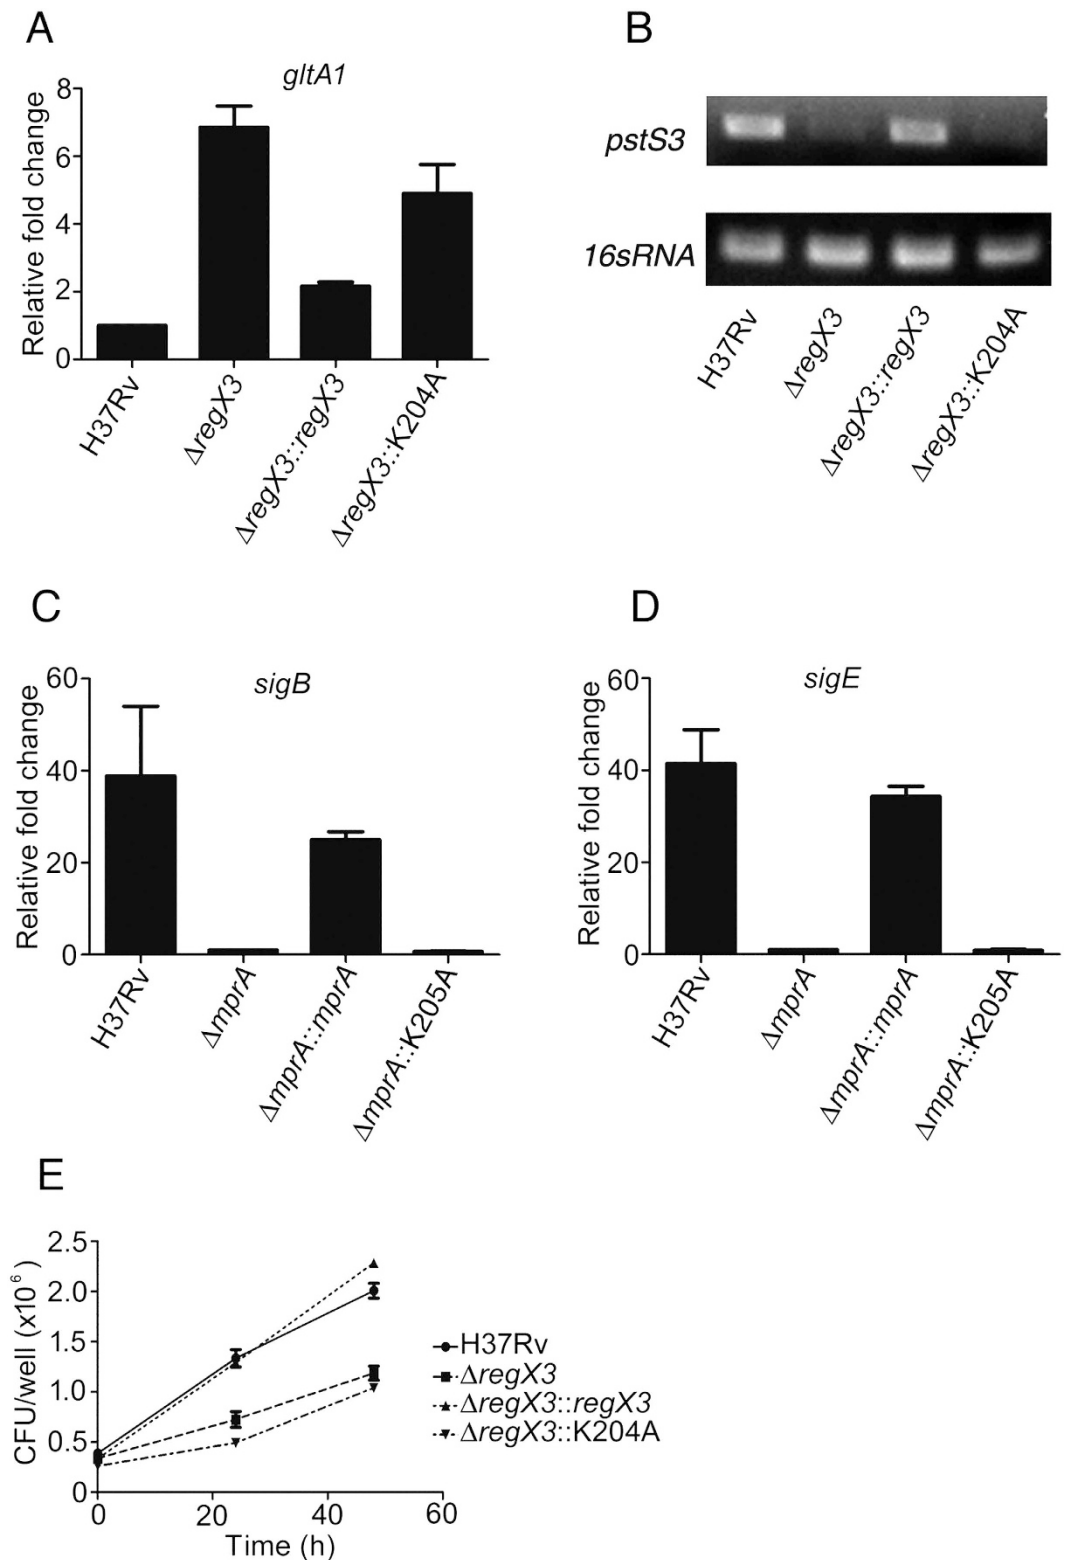 A
gltA1
Relative fold change
8
6
4
2
0
H37Rv
ΔregX3
ΔregX3::regX3
ΔregX3::K204A
B
pstS3
16sRNA
H37Rv
ΔregX3
ΔregX3::regX3
ΔregX3::K204A
C
sigB
Relative fold change
60
40
20
0
H37Rv
ΔmprA
ΔmprA::mprA
ΔmprA::K205A
D
sigE
Relative fold change
60
40
20
0
H37Rv
ΔmprA
ΔmprA::mprA
ΔmprA::K205A
E
CFU/well (x10⁶)
2.5
2.0
1.5
1.0
0.5
0
0 20 40 60
Time (h)
H37Rv
ΔregX3
ΔregX3::regX3
ΔregX3::K204A